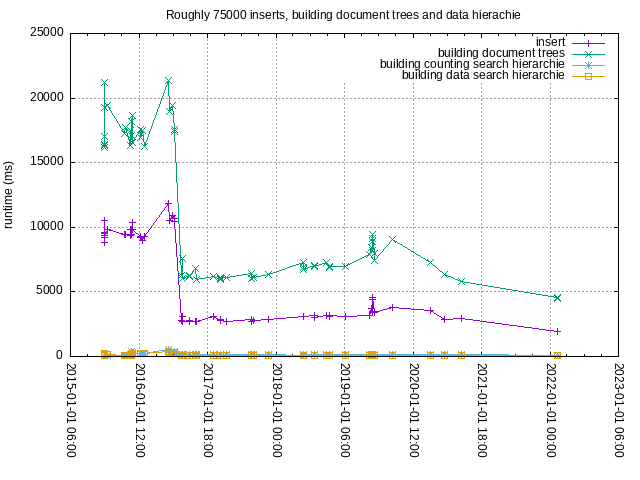 Roughly 75000 inserts, building document trees and data hierachie
25000
20000
15000
10000
5000
0
runtime (ms)
insert
building document trees
building counting search hierarchie
building data search hierarchie
2015-01-01 06:00
2016-01-01 12:00
2017-01-01 18:00
2018-01-01 00:00
2019-01-01 06:00
2020-01-01 12:00
2021-01-01 18:00
2022-01-01 00:00
2023-01-01 06:00